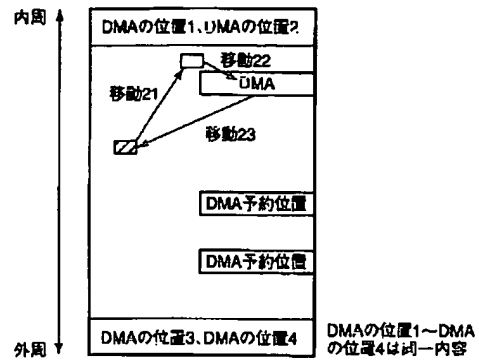 内周
DMAの位置1、DMAの位置2
移動22
DMA
移動21
移動23
DMA予約位置
DMA予約位置
外周
DMAの位置3、DMAの位置4
DMAの位置1〜DMA
の位置4は同一内容